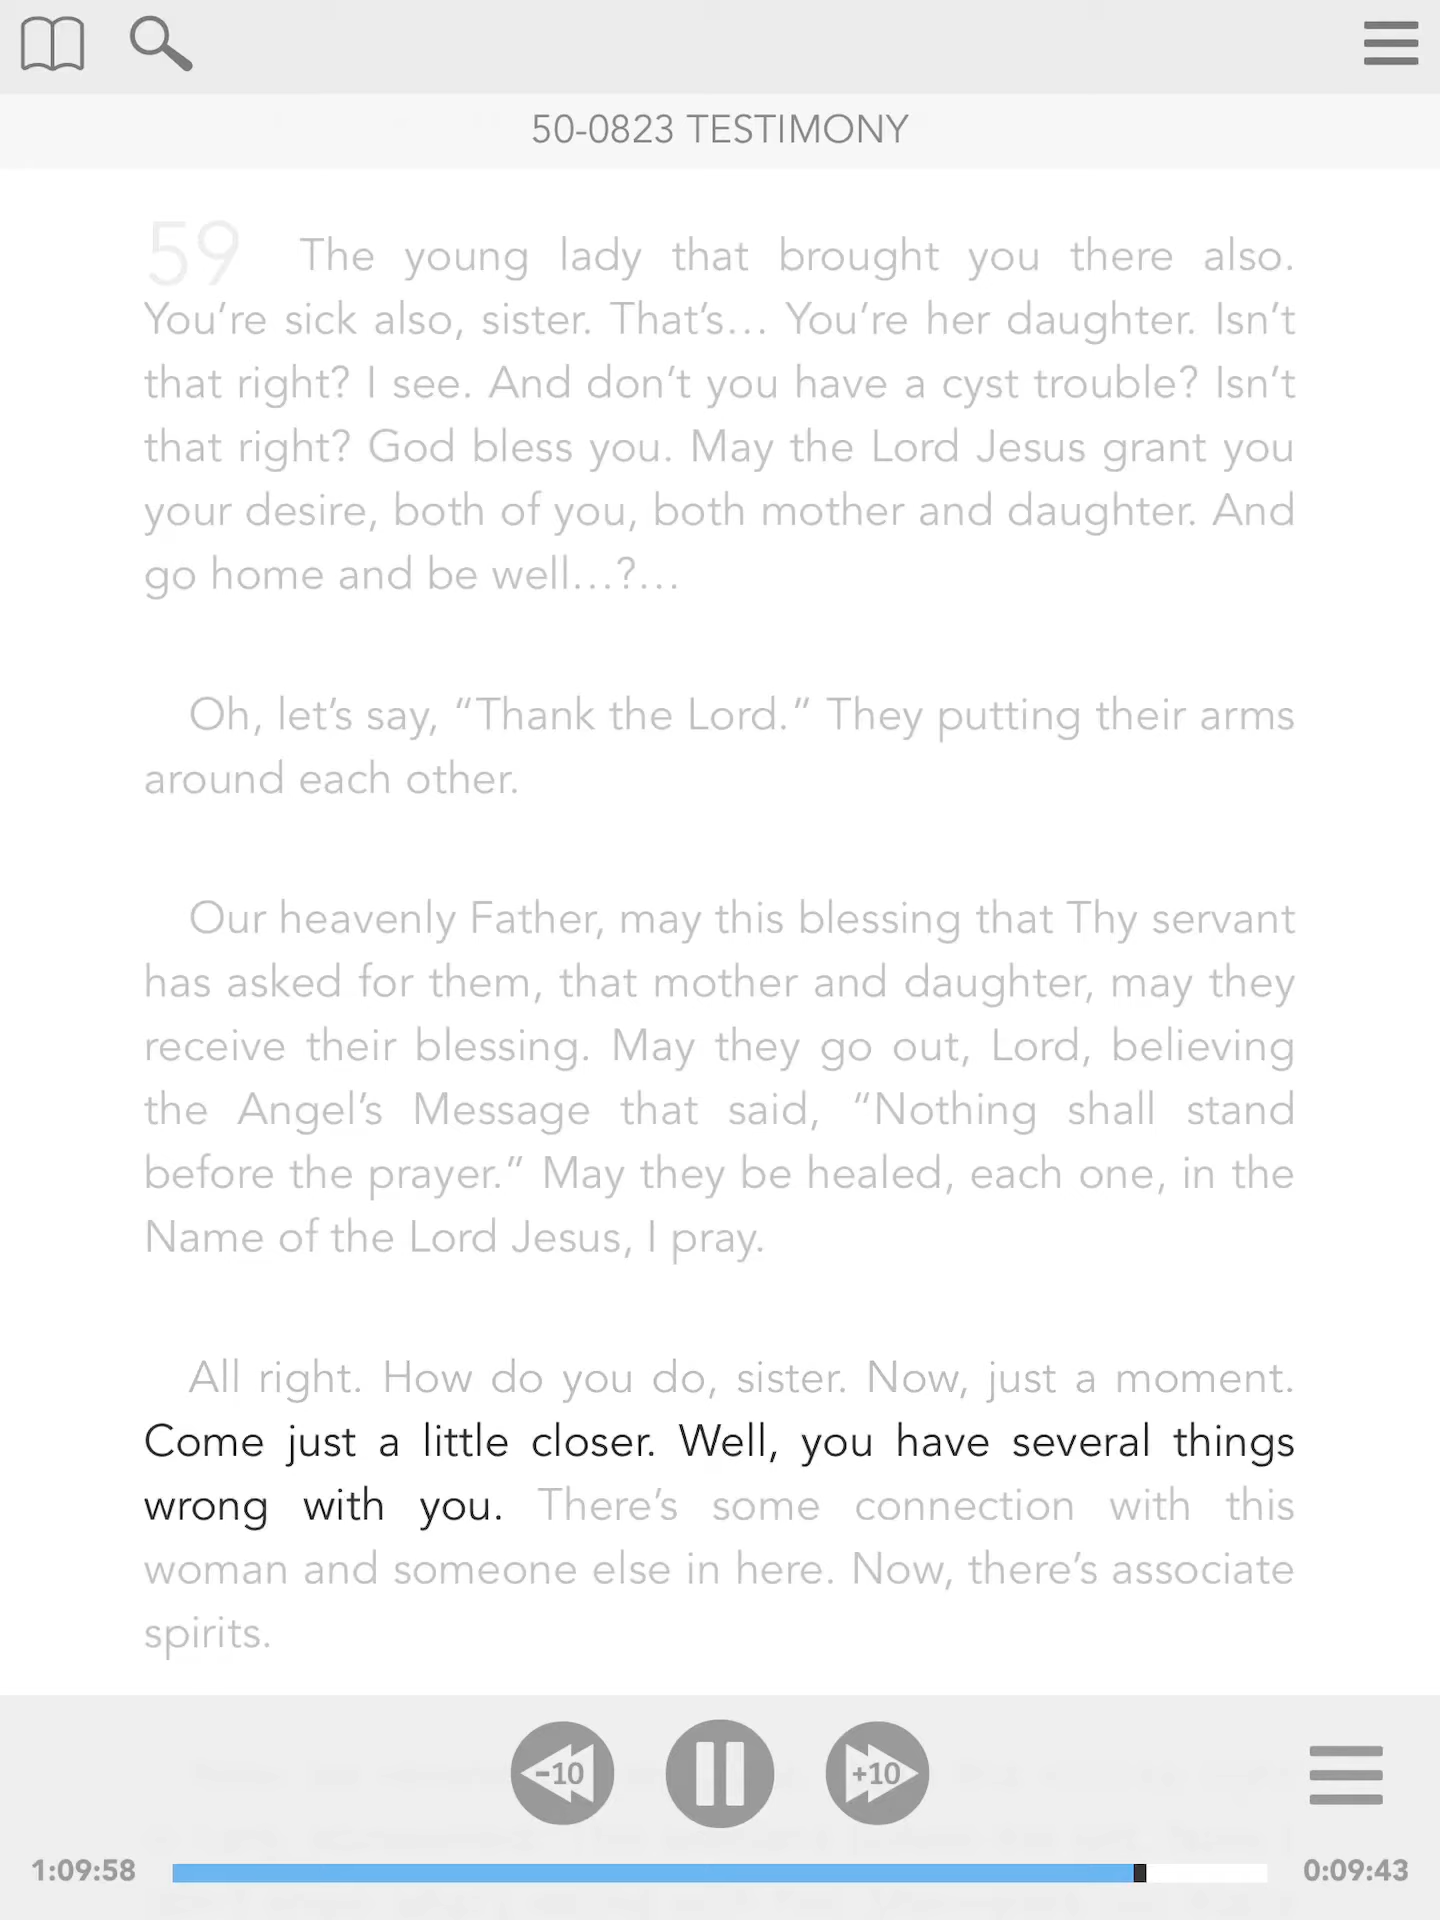 50-0823 TESTIMONY
59 The young lady that brought you there also.
You’re sick also, sister. That’s… You’re her daughter. Isn’t
that right? I see. And don’t you have a cyst trouble? Isn’t
that right? God bless you. May the Lord Jesus grant you
your desire, both of you, both mother and daughter. And
go home and be well…?…
Oh, let’s say, “Thank the Lord.” They putting their arms
around each other.
Our heavenly Father, may this blessing that Thy servant
has asked for them, that mother and daughter, may they
receive their blessing. May they go out, Lord, believing
the Angel’s Message that said, “Nothing shall stand
before the prayer.” May they be healed, each one, in the
Name of the Lord Jesus, I pray.
All right. How do you do, sister. Now, just a moment.
Come just a little closer. Well, you have several things
wrong with you. There’s some connection with this
woman and someone else in here. Now, there’s associate
spirits.
-10 +10
1:09:58 0:09:43